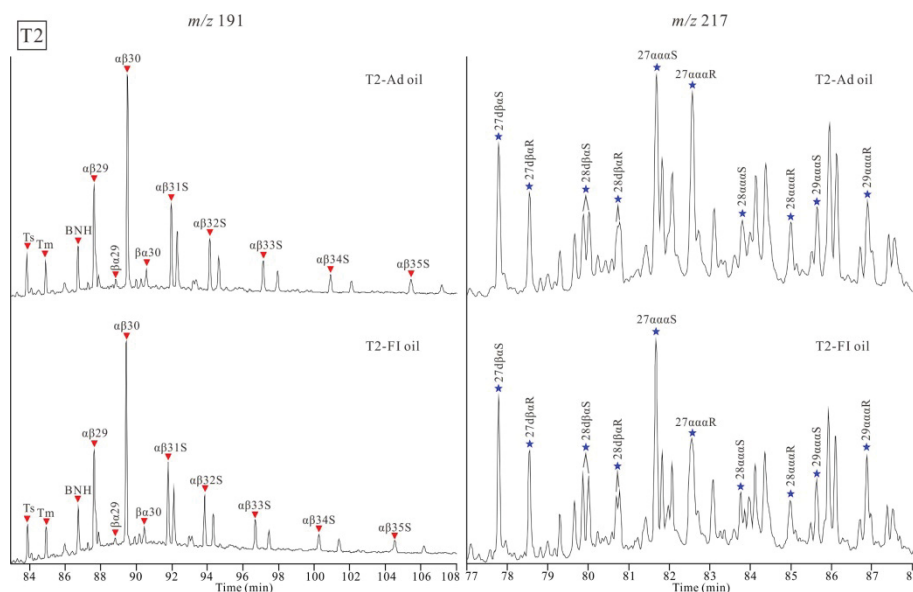 T2
m/z 191
m/z 217
T2-Ad oil
Ts
Tm
BNH
αβ29
βα29
αβ30
βα30
αβ31S
αβ32S
αβ33S
αβ34S
αβ35S
T2-Ad oil
27dβαS
27dβαR
28dβαS
28dβαR
27αααS
27αααR
28αααS
28αααR
29αααS
29αααR
T2-FI oil
Ts
Tm
BNH
αβ29
βα29
αβ30
βα30
αβ31S
αβ32S
αβ33S
αβ34S
αβ35S
84 86 88 90 92 94 96 98 100 102 104 106 108
Time (min)
T2-FI oil
27dβαS
27dβαR
28dβαS
28dβαR
27αααS
27αααR
28αααS
28αααR
29αααS
29αααR
77 78 79 80 81 82 83 84 85 86 87
Time (min)